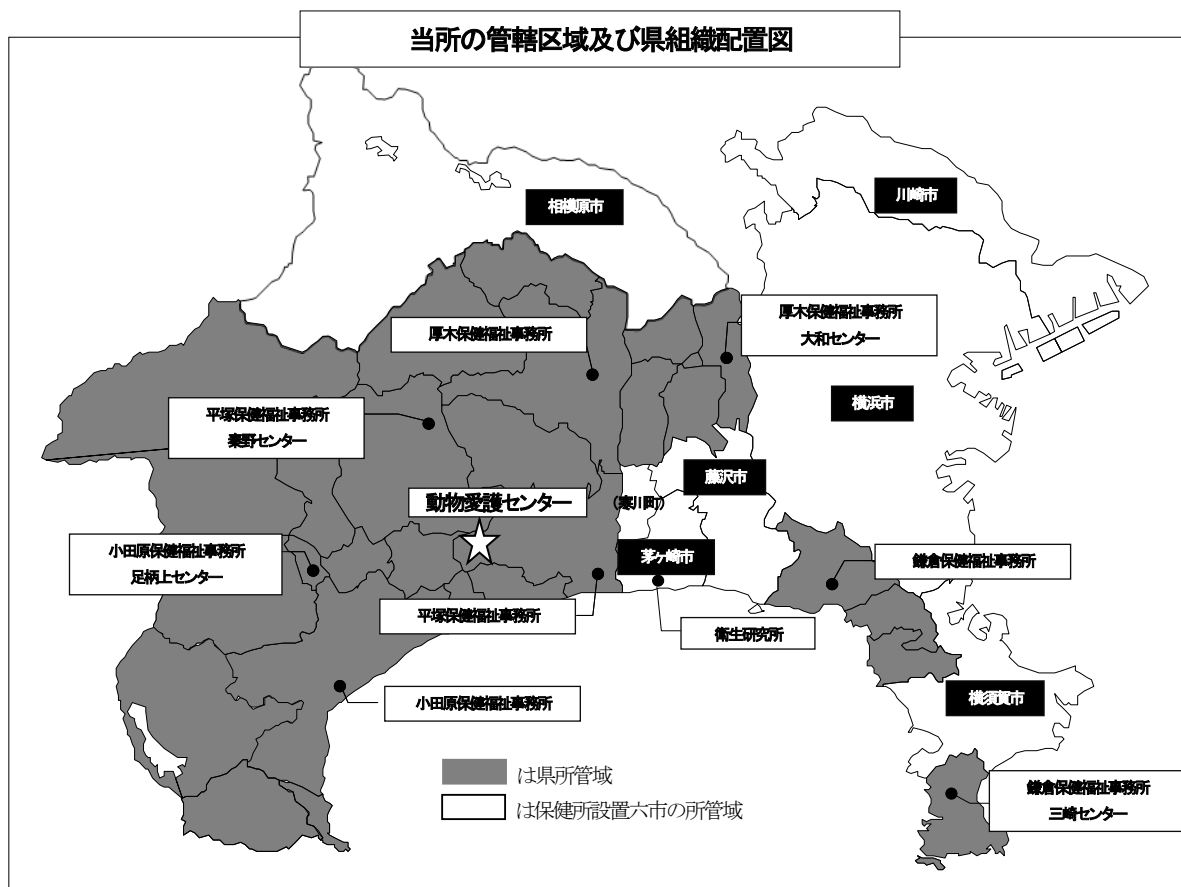 当所の管轄区域及び県組織配置図
相模原市
川崎市
厚木保健福祉事務所
厚木保健福祉事務所
大和センター
横浜市
平塚保健福祉事務所
秦野センター
藤沢市
動物愛護センター
(寒川町)
小田原保健福祉事務所
足柄上センター
茅ヶ崎市
鎌倉保健福祉事務所
平塚保健福祉事務所
衛生研究所
小田原保健福祉事務所
横須賀市
は県所管域
は保健所設置六市の所管域
鎌倉保健福祉事務所
三崎センター